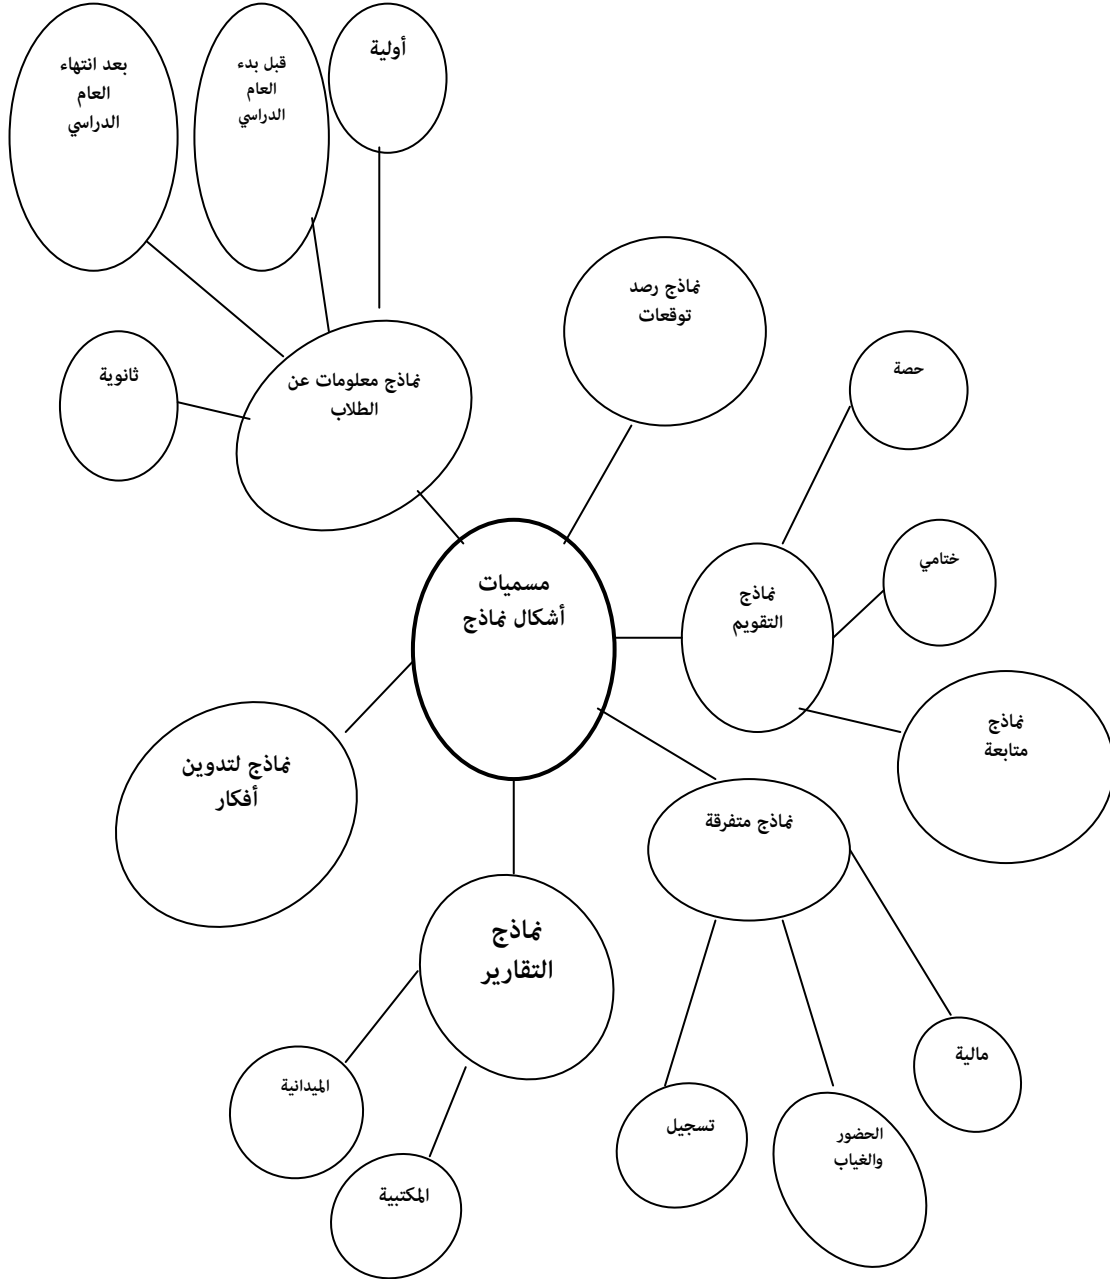 أولية
قبل بدء
العام
الدراسي
بعد انتهاء
العام
الدراسي
نماذج رصد
توقعات
حصة
نماذج معلومات عن
الطلاب
ثانوية
ختامي
مسميات
أشكال نماذج
نماذج
التقويم
نماذج
متابعة
نماذج لتدوين
أفكار
نماذج متفرقة
نماذج
التقارير
مالية
الميدانية
تسجيل
الحضور
والغياب
المكتبية